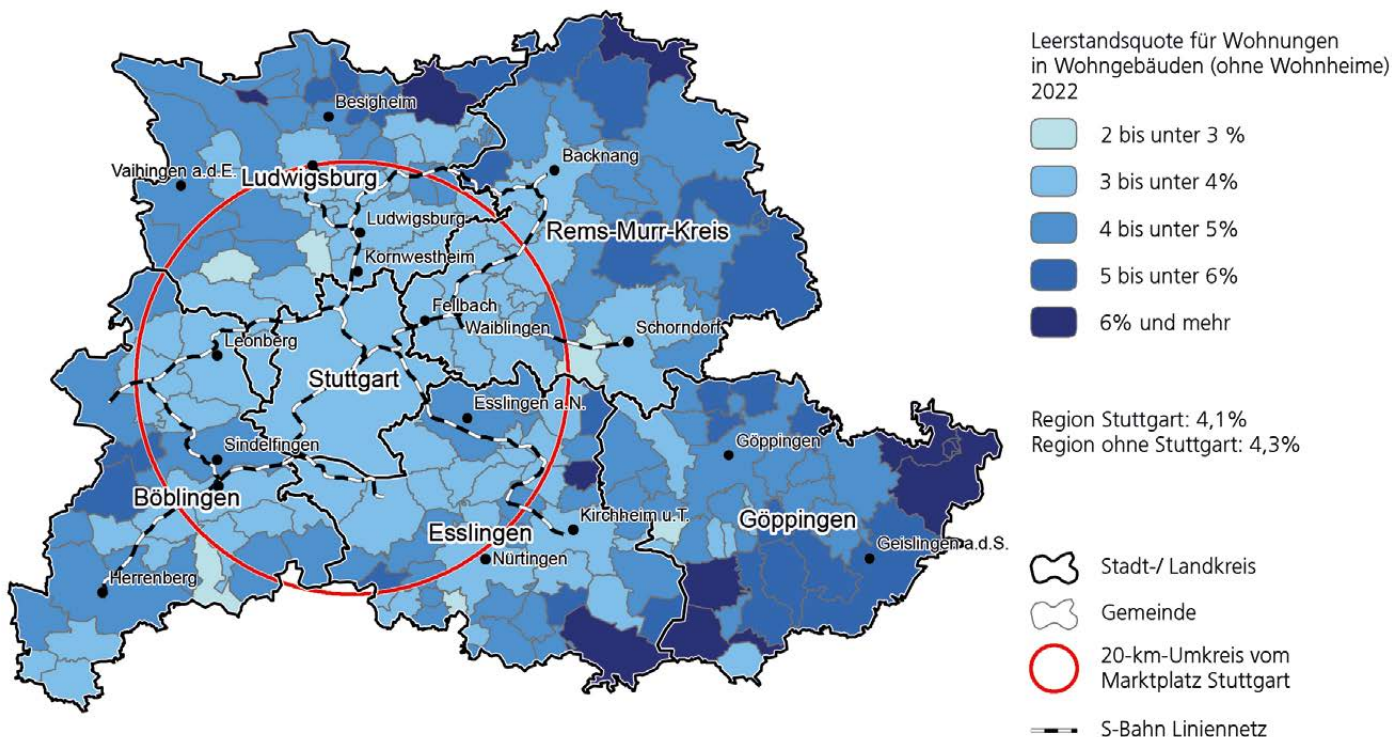 Besigheim
Vaihingen a.d.E.
Ludwigsburg
Backnang
Ludwigsburg
Rems-Murr-Kreis
Kornwestheim
Fellbach
Waiblingen
Schorndorf
Leonberg
Stuttgart
Esslingen a.N.
Sindelfingen
Göppingen
Böblingen
Göppingen
Esslingen
Kirchheim u.T.
Geislingen a.d.S.
Nürtingen
Herrenberg
Leerstandsquote für Wohnungen
in Wohngebäuden (ohne Wohnheime)
2022
2 bis unter 3 %
3 bis unter 4%
4 bis unter 5%
5 bis unter 6%
6% und mehr
Region Stuttgart: 4,1%
Region ohne Stuttgart: 4,3%
Stadt-/ Landkreis
Gemeinde
20-km-Umkreis vom
Marktplatz Stuttgart
S-Bahn Liniennetz